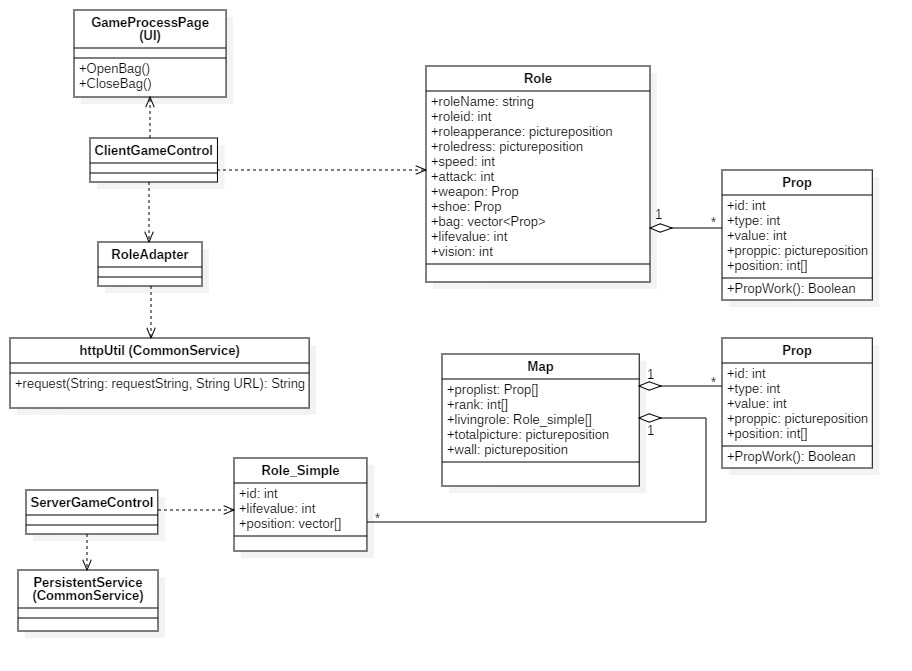 GameProcessPage
(UI)
+OpenBag()
+CloseBag()
ClientGameControl
RoleAdapter
httpUtil (CommonService)
+request(String: requestString, String URL): String
Role
+roleName: string
+roleid: int
+roleapperance: pictureposition
+roledress: pictureposition
+speed: int
+attack: int
+weapon: Prop
+shoe: Prop
+bag: vector<Prop>
+lifevalue: int
+vision: int
1
*
Prop
+id: int
+type: int
+value: int
+proppic: pictureposition
+position: int[]
+PropWork(): Boolean
Map
+proplist: Prop[]
+rank: int[]
+livingrole: Role_simple[]
+totalpicture: pictureposition
+wall: pictureposition
1
*
1
*
Prop
+id: int
+type: int
+value: int
+proppic: pictureposition
+position: int[]
+PropWork(): Boolean
Role_Simple
+id: int
+lifevalue: int
+position: vector[]
ServerGameControl
PersistentService
(CommonService)